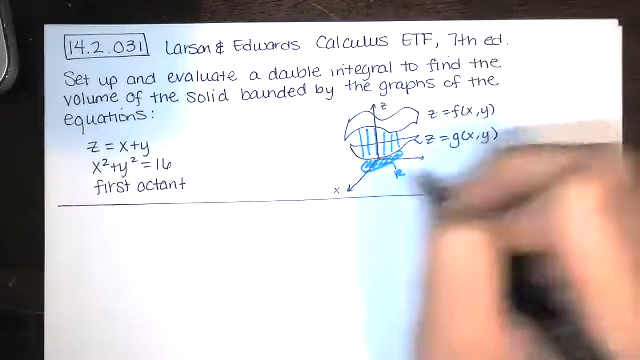 14.2.031 Larson & Edwards Calculus ETF, 7th ed.
Set up and evaluate a double integral to find the
volume of the solid bounded by the graphs of the
equations:
z = x+y
x²+y² = 16
first octant
z
z = f(x,y)
z = g(x,y)
R
x